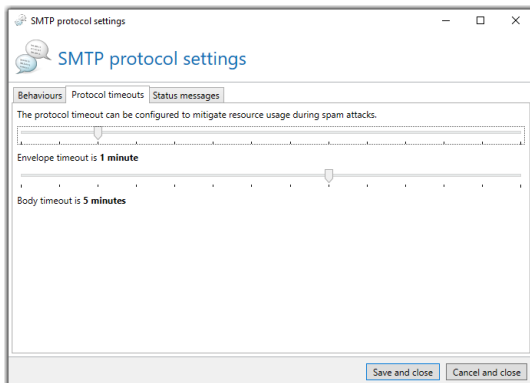 SMTP protocol settings
SMTP protocol settings
Behaviours Protocol timeouts Status messages
The protocol timeout can be configured to mitigate resource usage during spam attacks.
Envelope timeout is 1 minute
Body timeout is 5 minutes
Save and close Cancel and close